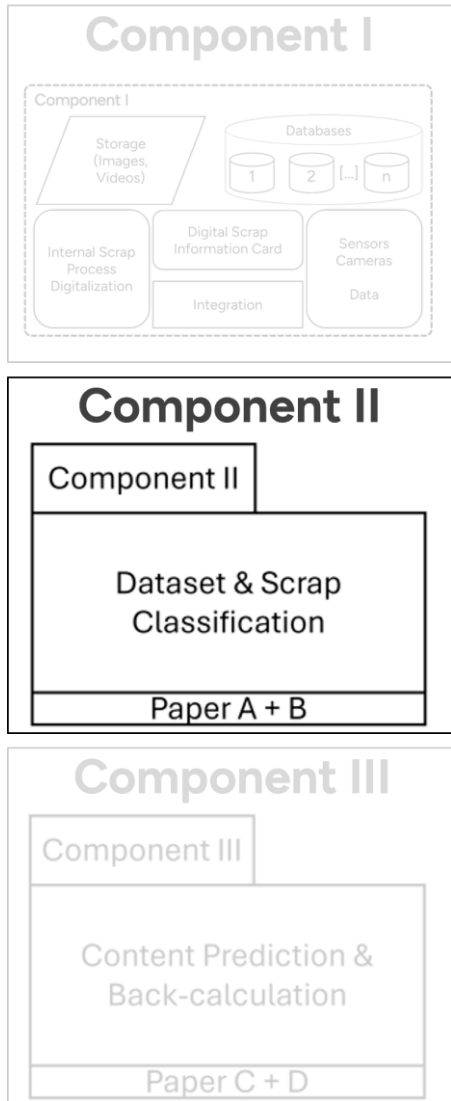 Component I
Component I
Storage
(Images,
Videos)
Databases
1
2
[...]
n
Internal Scrap
Process
Digitalization
Digital Scrap
Information Card
Integration
Sensors
Cameras
Data
Component II
Component II
Dataset & Scrap
Classification
Paper A + B
Component III
Component III
Content Prediction &
Back-calculation
Paper C + D